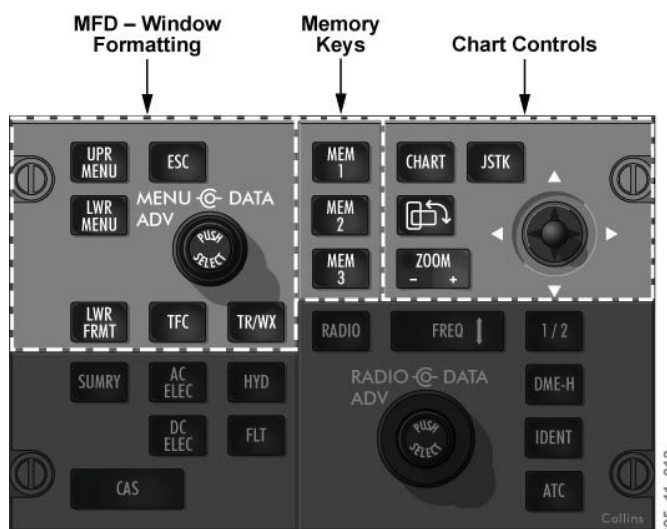 MFD – Window
Formatting
Memory
Keys
Chart Controls
UPR
MENU
ESC
LWR
MENU
MENU DATA
ADV
PUSH
SELECT
LWR
FRMT
TFC
TR/WX
MEM
1
MEM
2
MEM
3
CHART
JSTK
ZOOM
– +
SUMRY
AC
ELEC
HYD
DC
ELEC
FLT
CAS
RADIO
FREQ
1/2
RADIO DATA
ADV
PUSH
SELECT
DME-H
IDENT
ATC
Collins